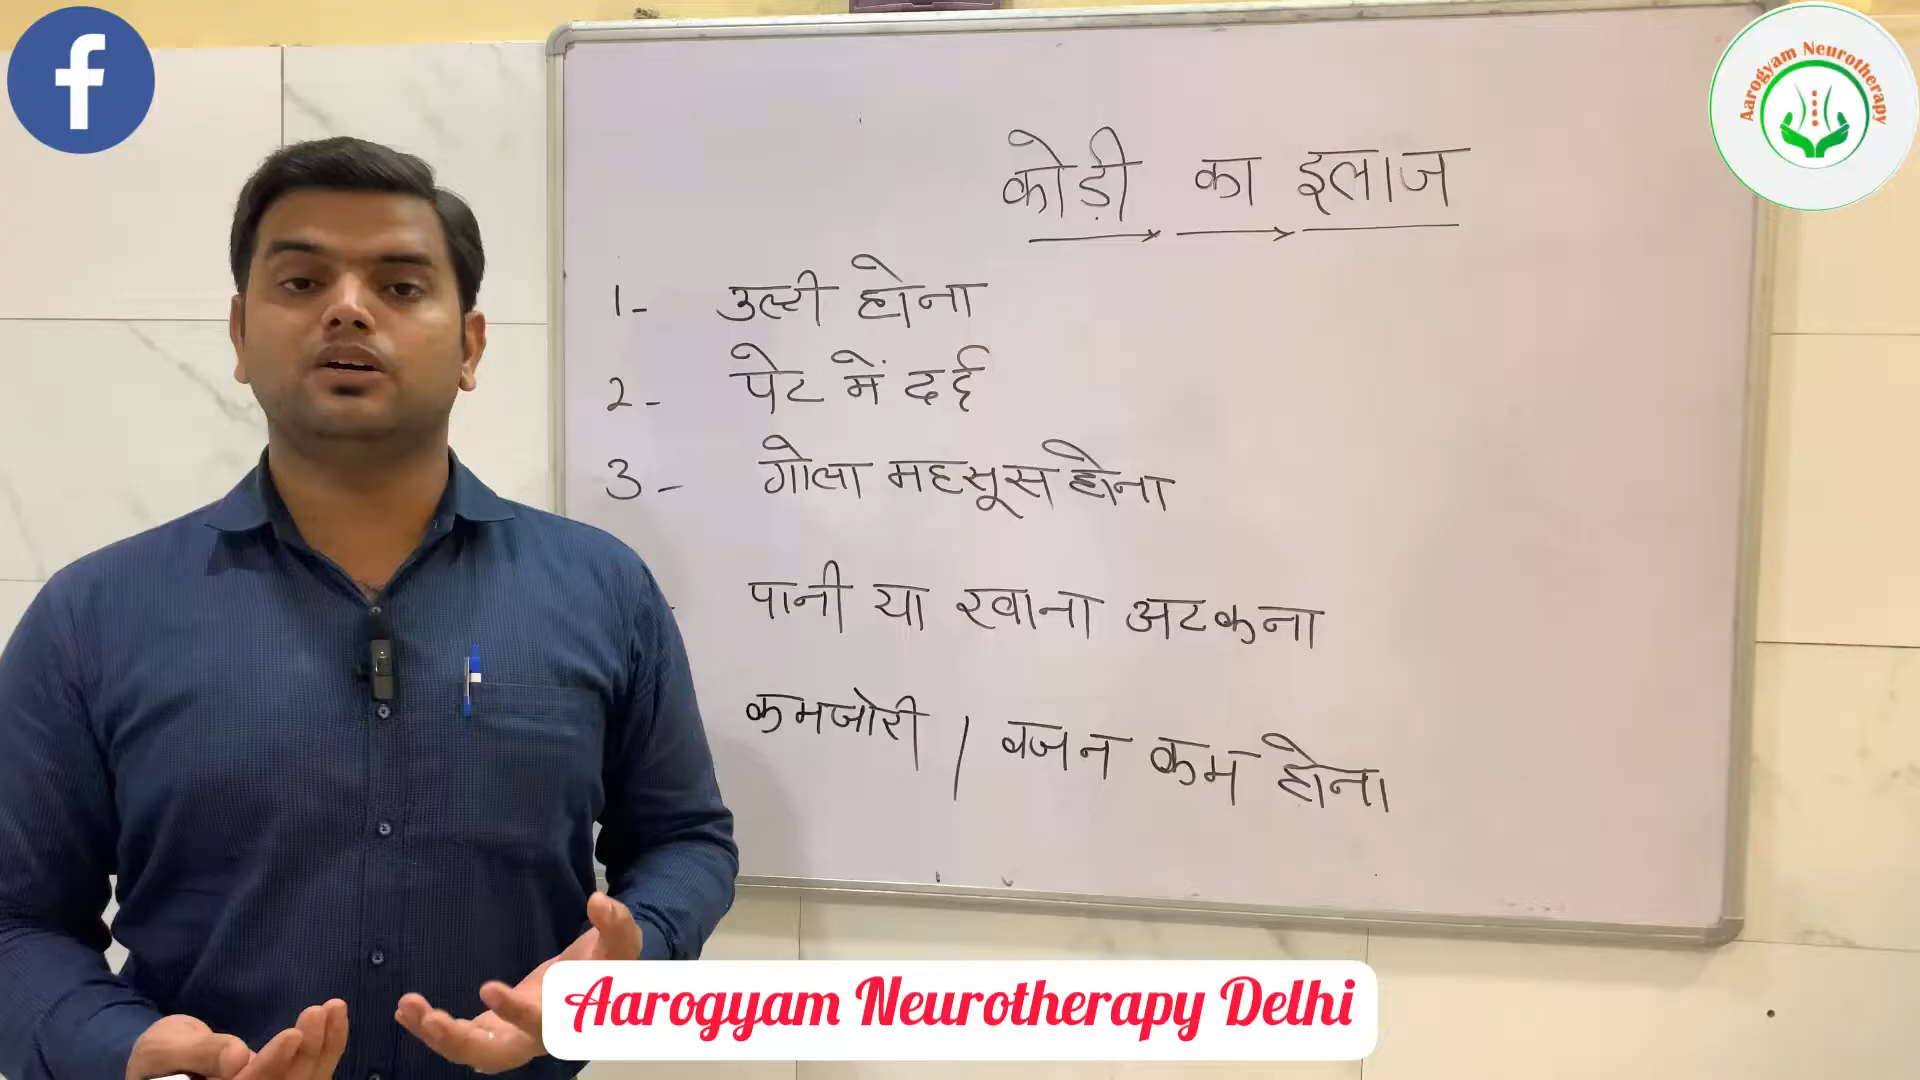 f
Aarogyam Neurotherapy
कोड़ी का इलाज
1- उल्टी होना
2- पेट में दर्द
3- गोला महसूस होना
पानी या खाना अटकना
कमजोरी / वजन कम होना
Aarogyam Neurotherapy Delhi